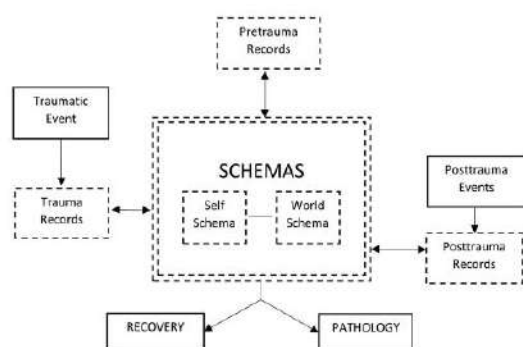 Pretrauma
Records
Traumatic
Event
SCHEMAS
Posttrauma
Events
Trauma
Records
Self
Schema
World
Schema
Posttrauma
Records
RECOVERY
PATHOLOGY